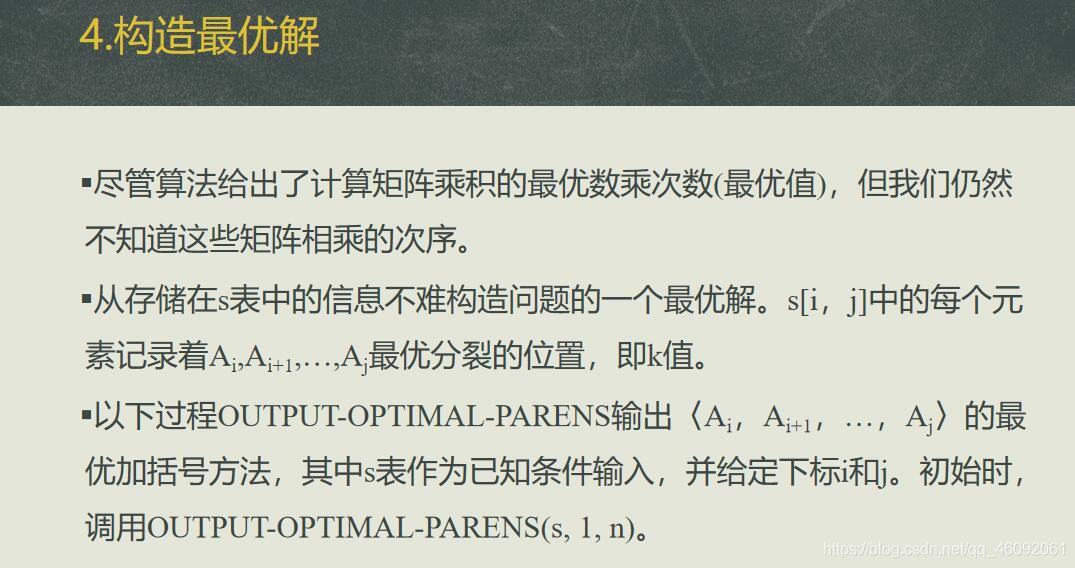 4.构造最优解
▪尽管算法给出了计算矩阵乘积的最优数乘次数(最优值)，但我们仍然
不知道这些矩阵相乘的次序。
▪从存储在s表中的信息不难构造问题的一个最优解。s[i，j]中的每个元
素记录着Ai,Ai+1,…,Aj最优分裂的位置，即k值。
▪以下过程OUTPUT-OPTIMAL-PARENS输出〈Ai，Ai+1，…，Aj〉的最
优加括号方法，其中s表作为已知条件输入，并给定下标i和j。初始时，
调用OUTPUT-OPTIMAL-PARENS(s, 1, n)。
https://blog.csdn.net/qq_46092061